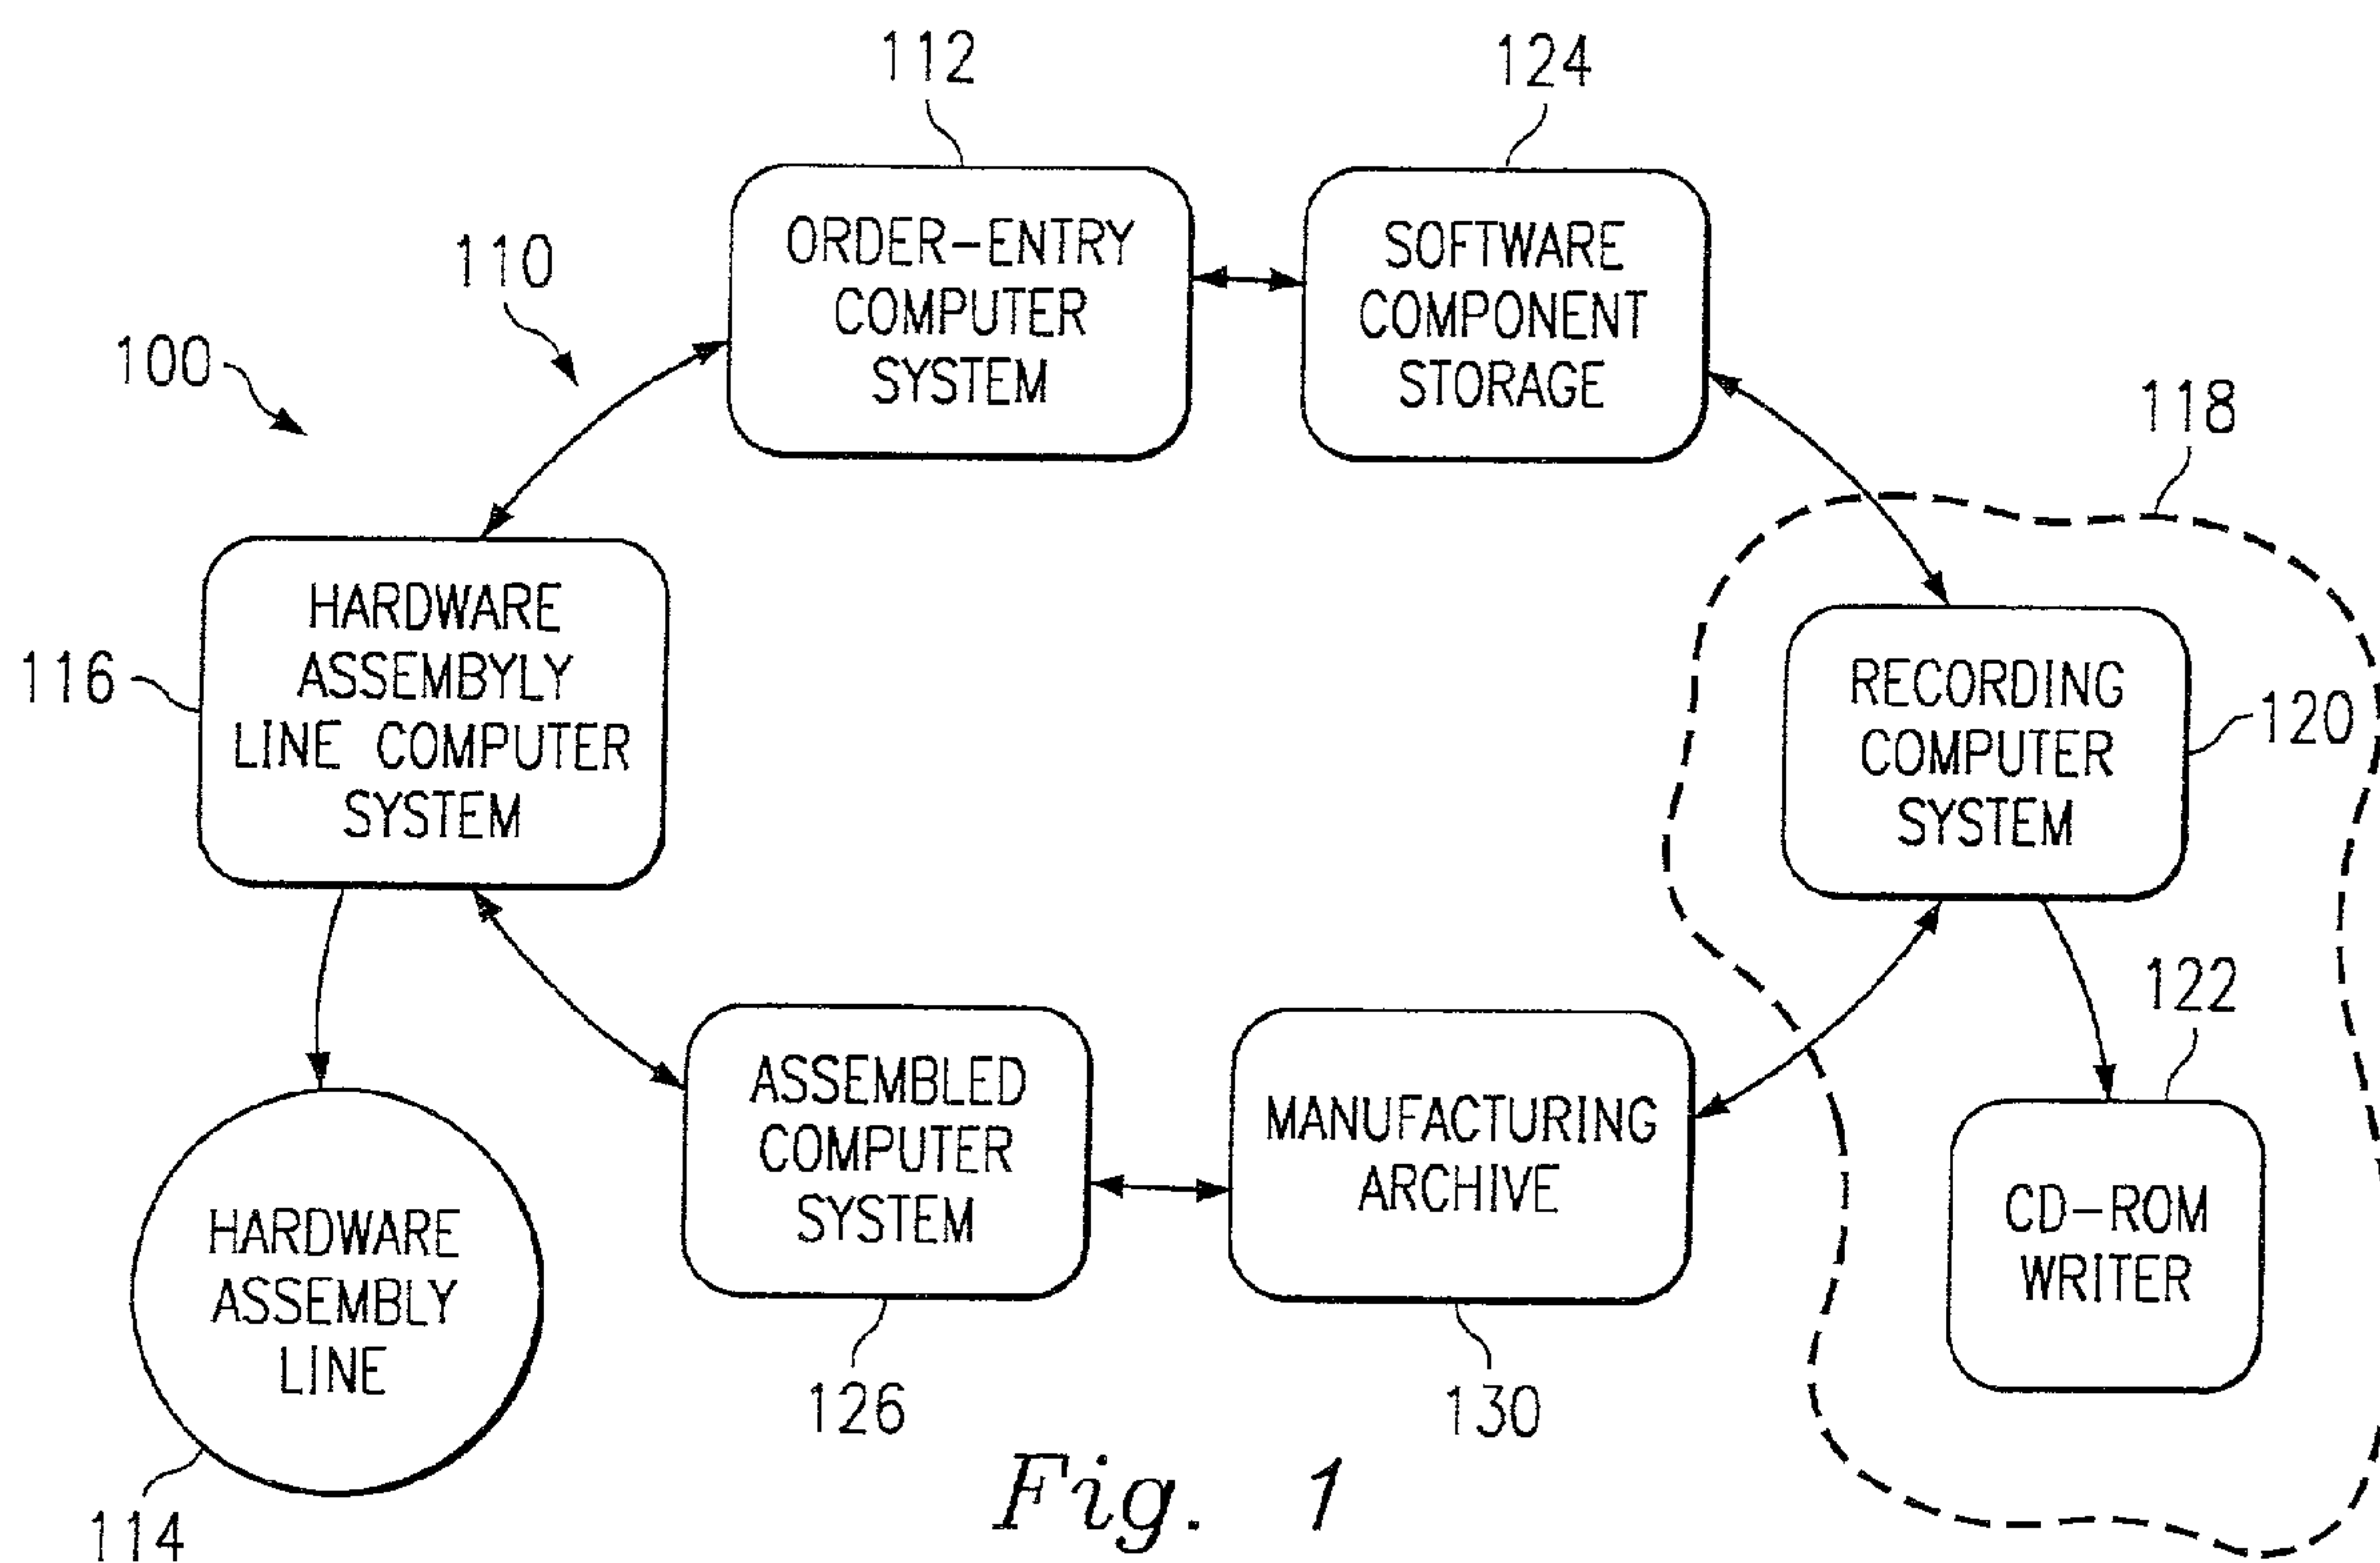 112
124
110
100
ORDER-ENTRY
COMPUTER
SYSTEM
SOFTWARE
COMPONENT
STORAGE
118
116
HARDWARE
ASSEMBYLY
LINE COMPUTER
SYSTEM
RECORDING
COMPUTER
SYSTEM
120
122
HARDWARE
ASSEMBLY
LINE
ASSEMBLED
COMPUTER
SYSTEM
MANUFACTURING
ARCHIVE
CD-ROM
WRITER
126
130
114
Fig. 1